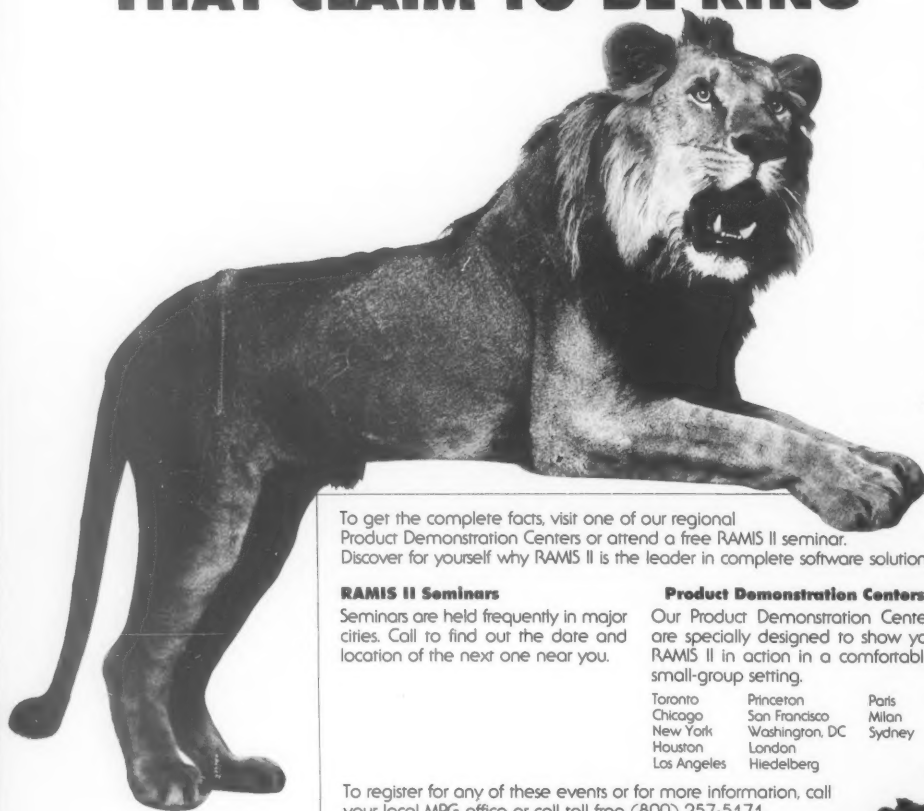 THAT CLAIM TO BE KING
To get the complete facts, visit one of our regional
Product Demonstration Centers or attend a free RAMIS II seminar.
Discover for yourself why RAMIS II is the leader in complete software solution
RAMIS II Seminars
Seminars are held frequently in major
cities. Call to find out the date and
location of the next one near you.
Product Demonstration Centers
Our Product Demonstration Cente
are specially designed to show yo
RAMIS II in action in a comfortabl
small-group setting.
Toronto Princeton Paris
Chicago San Francisco Milan
New York Washington, DC Sydney
Houston London
Los Angeles Hiedelberg
To register for any of these events or for more information, call
your local MPG office or call toll free (800) 257-5174